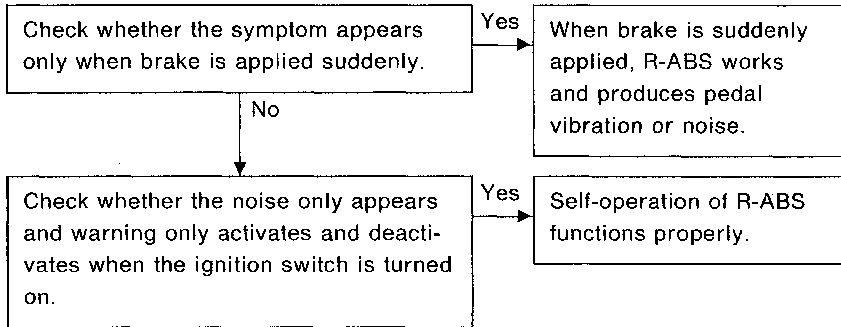 Check whether the symptom appears
only when brake is applied suddenly.
Yes
When brake is suddenly
applied, R-ABS works
and produces pedal
vibration or noise.
No
Check whether the noise only appears
and warning only activates and deacti-
vates when the ignition switch is turned
on.
Yes
Self-operation of R-ABS
functions properly.